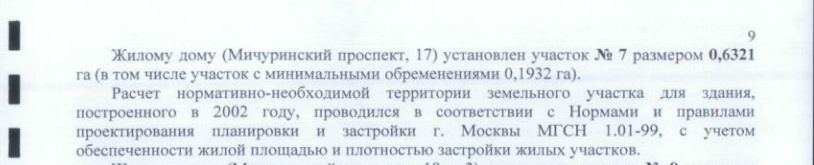 9
Жилому дому (Мичуринский проспект, 17) установлен участок № 7 размером 0,6321
га (в том числе участок с минимальными обременениями 0,1932 га).
Расчет нормативно-необходимой территории земельного участка для здания,
построенного в 2002 году, проводился в соответствии с Нормами и правилами
проектирования планировки и застройки г. Москвы МГСН 1.01-99, с учетом
обеспеченности жилой площадью и плотностью застройки жилых участков.